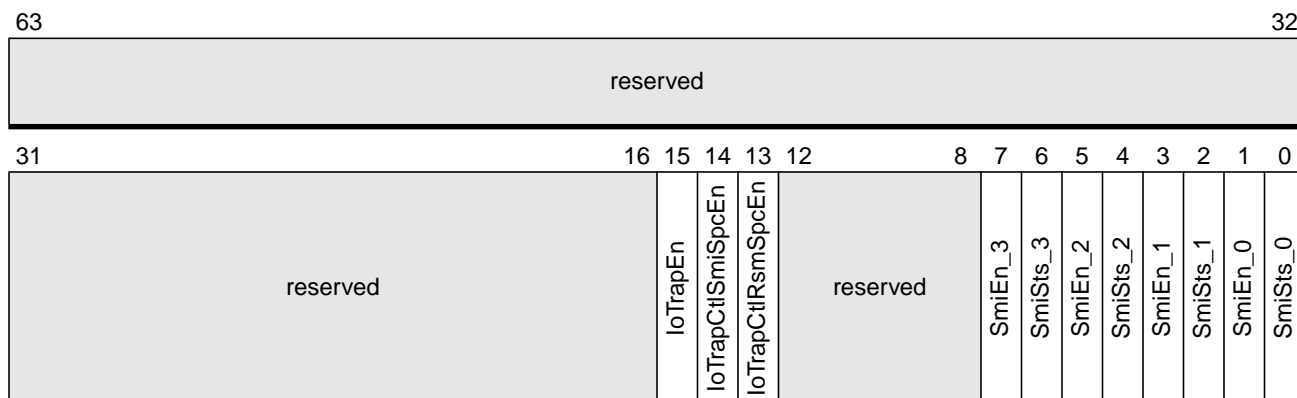 63 32
reserved
31 16 15 14 13 12 8 7 6 5 4 3 2 1 0
reserved
IoTrapEn
IoTrapCtlSmiSpcEn
IoTrapCtlRsmSpcEn
reserved
SmiEn_3
SmiSts_3
SmiEn_2
SmiSts_2
SmiEn_1
SmiSts_1
SmiEn_0
SmiSts_0